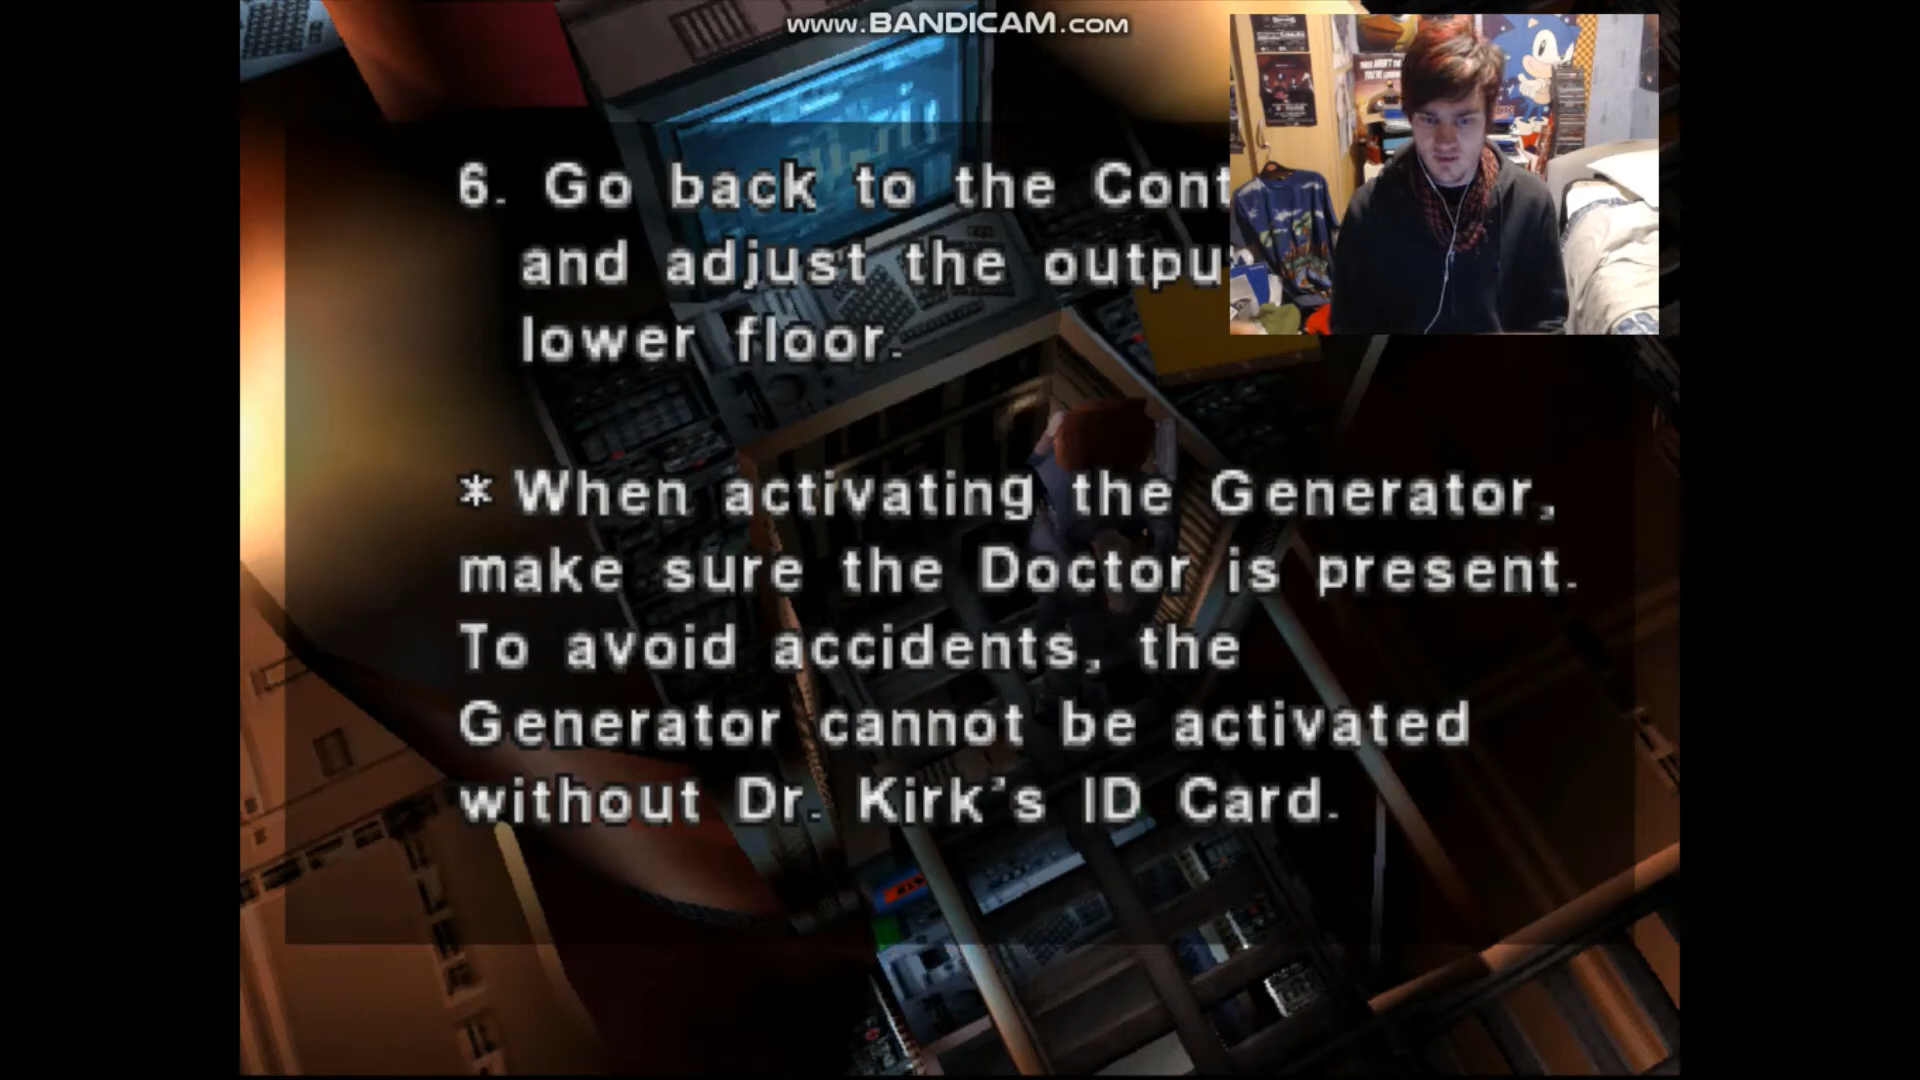 www.BANDICAM.com
6. Go back to the Cont
and adjust the outpu
lower floor.
* When activating the Generator,
make sure the Doctor is present.
To avoid accidents, the
Generator cannot be activated
without Dr. Kirk's ID Card.